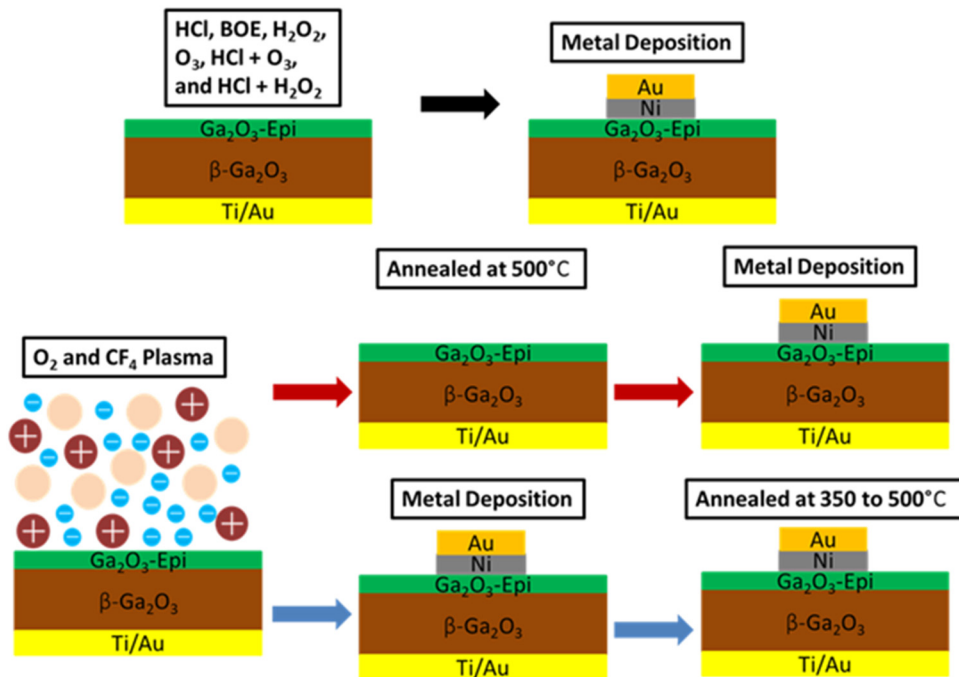 HCl, BOE, H₂O₂,
O₃, HCl + O₃,
and HCl + H₂O₂
Ga₂O₃-Epi
β-Ga₂O₃
Ti/Au
Metal Deposition
Au
Ni
Ga₂O₃-Epi
β-Ga₂O₃
Ti/Au
O₂ and CF₄ Plasma
Ga₂O₃-Epi
β-Ga₂O₃
Ti/Au
Annealed at 500°C
Ga₂O₃-Epi
β-Ga₂O₃
Ti/Au
Metal Deposition
Au
Ni
Ga₂O₃-Epi
β-Ga₂O₃
Ti/Au
Metal Deposition
Au
Ni
Ga₂O₃-Epi
β-Ga₂O₃
Ti/Au
Annealed at 350 to 500°C
Au
Ni
Ga₂O₃-Epi
β-Ga₂O₃
Ti/Au